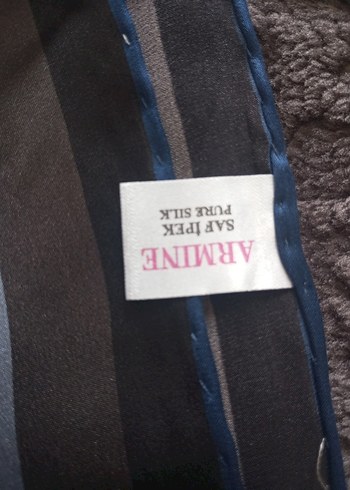 ARMINE
SAF İPEK
PURE SILK